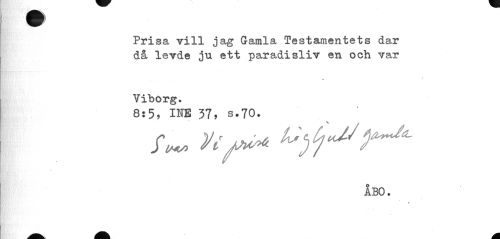 Prisa vill jag Gamla Testamentets dar
då levde ju ett paradisliv en och var
Viborg.
8:5, INE 37, s.70.
Svar Vi prisa högljutt gamla
ÅBO.